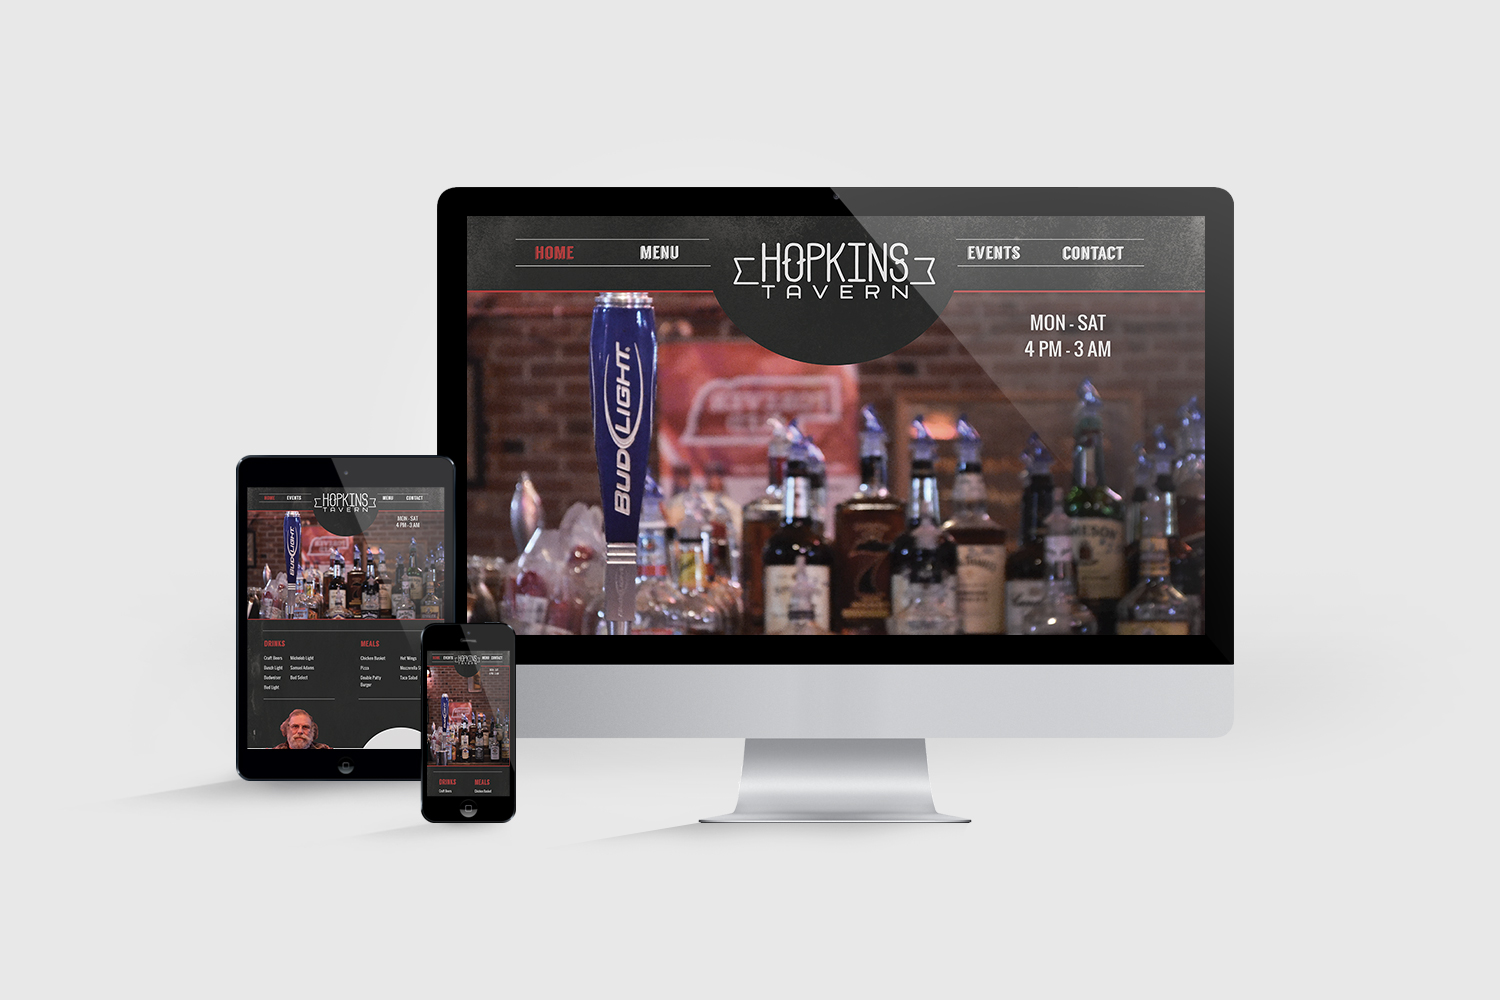 HOME MENU HOPKINS TAVERN EVENTS CONTACT
MON - SAT
4 PM - 3 AM
BUD LIGHT
HOME EVENTS HOPKINS TAVERN MENU CONTACT
MON - SAT
4 PM - 3 AM
BUD LIGHT
DRINKS MEALS
Craft Beers Michelob Light Chicken Basket Hot Wings
Busch Light Samuel Adams Pizza Mozzarella
Budweiser Bud Select Double Patty Burger Taco Salad
Bud Light
HOME EVENTS HOPKINS TAVERN MENU CONTACT
MON - SAT
4 PM - 3 AM
DRINKS MEALS
Craft Beers Chicken Basket